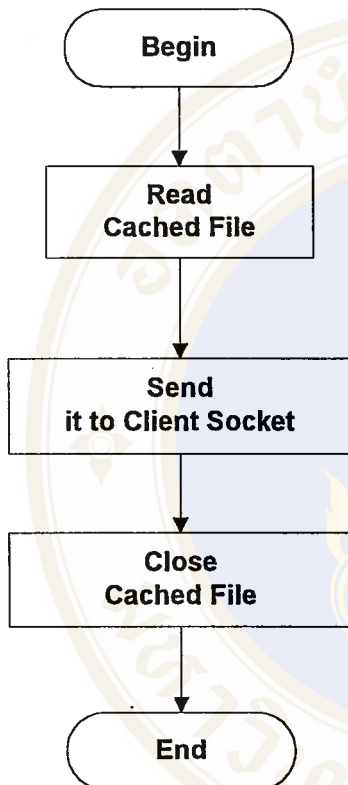 Begin
Read
Cached File
Send
it to Client Socket
Close
Cached File
End